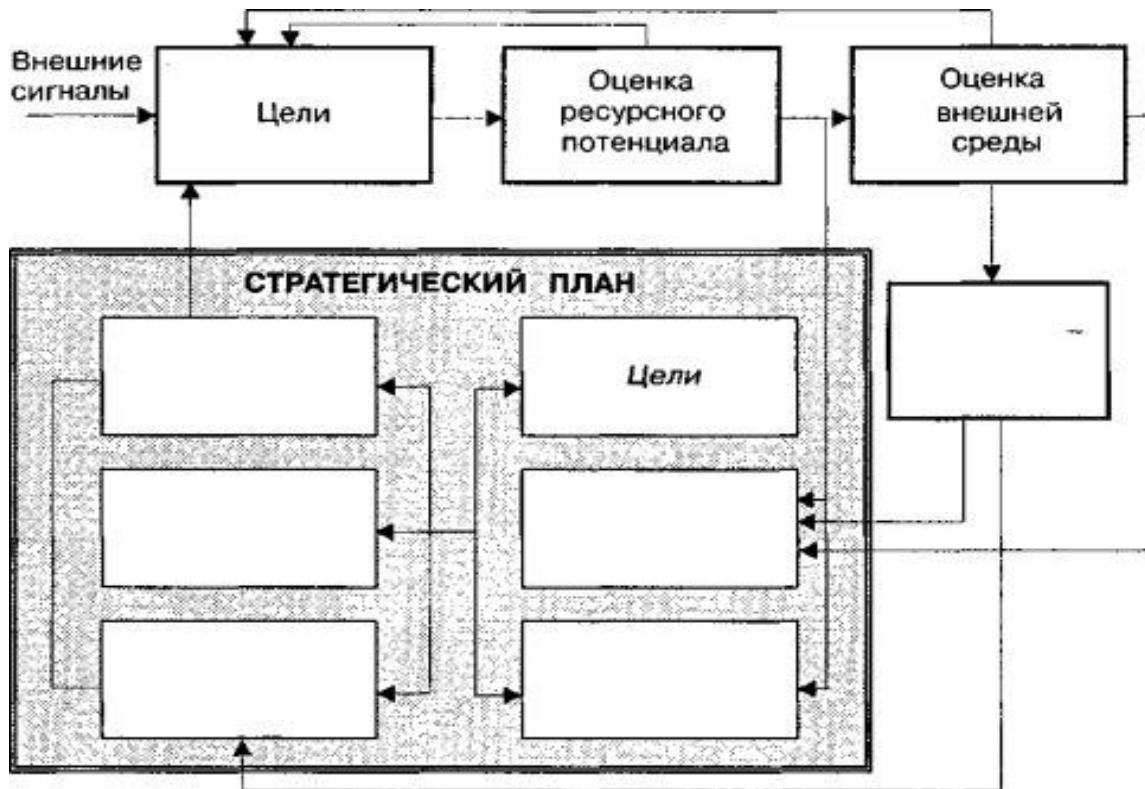 Внешние
сигналы
Цели
Оценка
ресурсного
потенциала
Оценка
внешней
среды
СТРАТЕГИЧЕСКИЙ ПЛАН
Цели